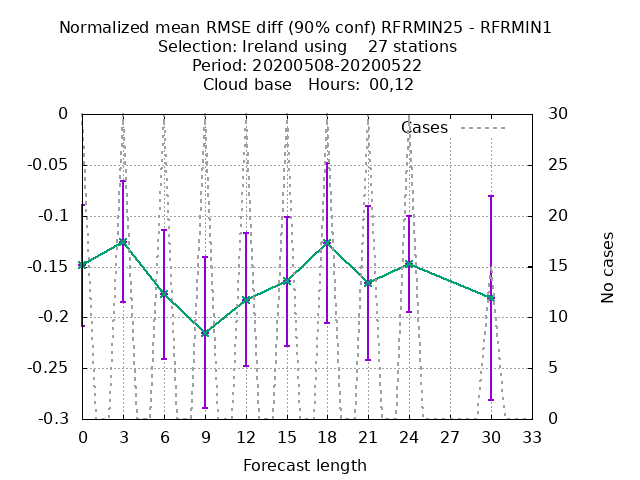 Normalized mean RMSE diff (90% conf) RFRMIN25 - RFRMIN1
Selection: Ireland using    27 stations
Period: 20200508-20200522
Cloud base   Hours: 00,12
Cases
0
-0.05
-0.1
-0.15
-0.2
-0.25
-0.3
30
25
20
15
10
5
0
No cases
0 3 6 9 12 15 18 21 24 27 30 33
Forecast length